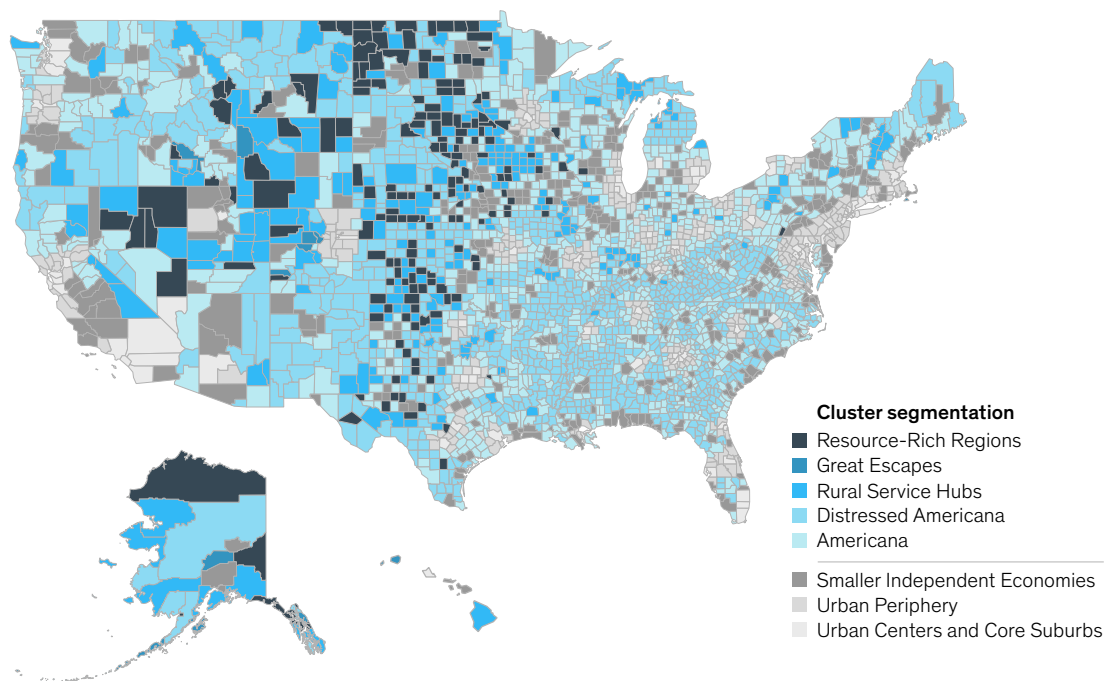 Cluster segmentation
Resource-Rich Regions
Great Escapes
Rural Service Hubs
Distressed Americana
Americana
Smaller Independent Economies
Urban Periphery
Urban Centers and Core Suburbs